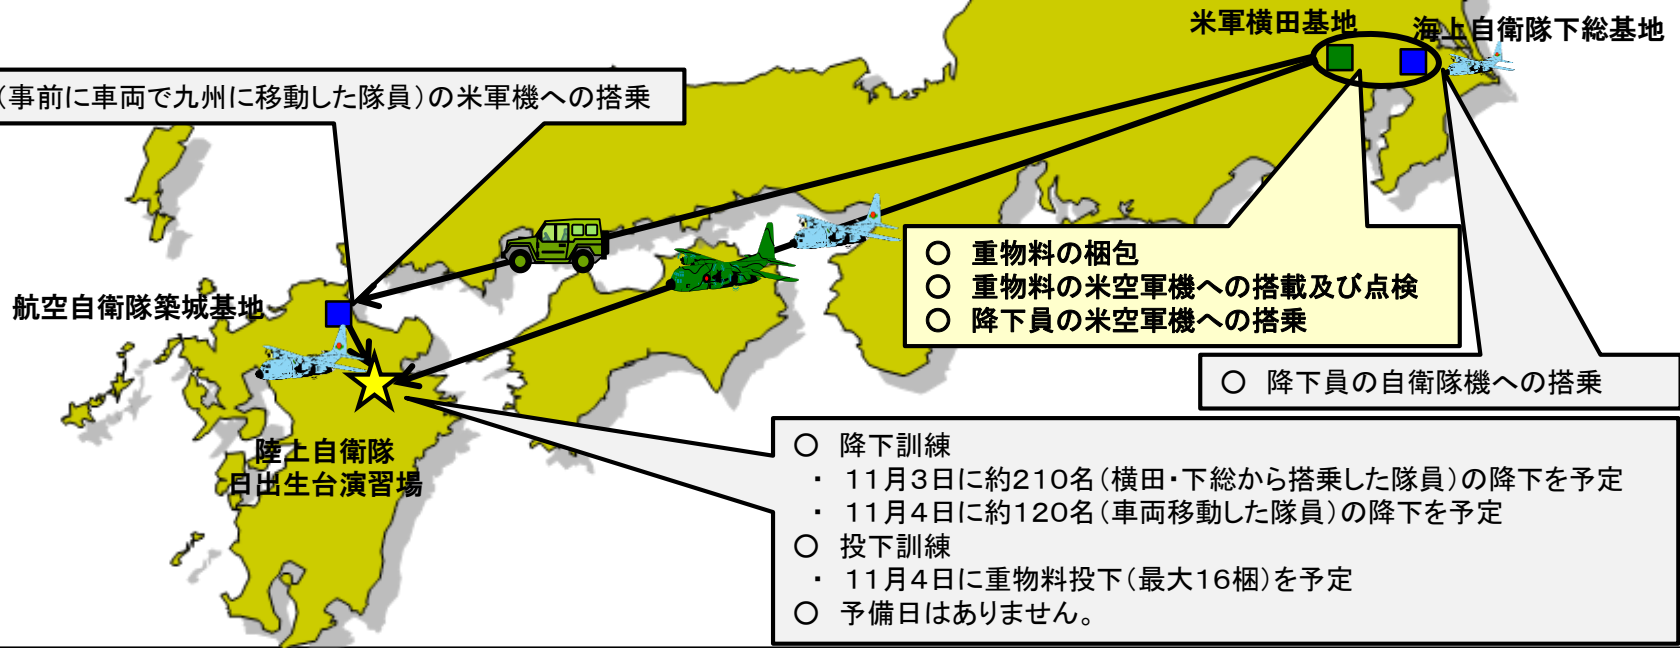 米軍横田基地
海上自衛隊下総基地
(事前に車両で九州に移動した隊員)の米軍機への搭乗
○ 重物料の梱包
○ 重物料の米空軍機への搭載及び点検
○ 降下員の米空軍機への搭乗
航空自衛隊築城基地
○ 降下員の自衛隊機への搭乗
陸上自衛隊
日出生台演習場
○ 降下訓練
・ 11月3日に約210名(横田・下総から搭乗した隊員)の降下を予定
・ 11月4日に約120名(車両移動した隊員)の降下を予定
○ 投下訓練
・ 11月4日に重物料投下(最大16梱)を予定
○ 予備日はありません。